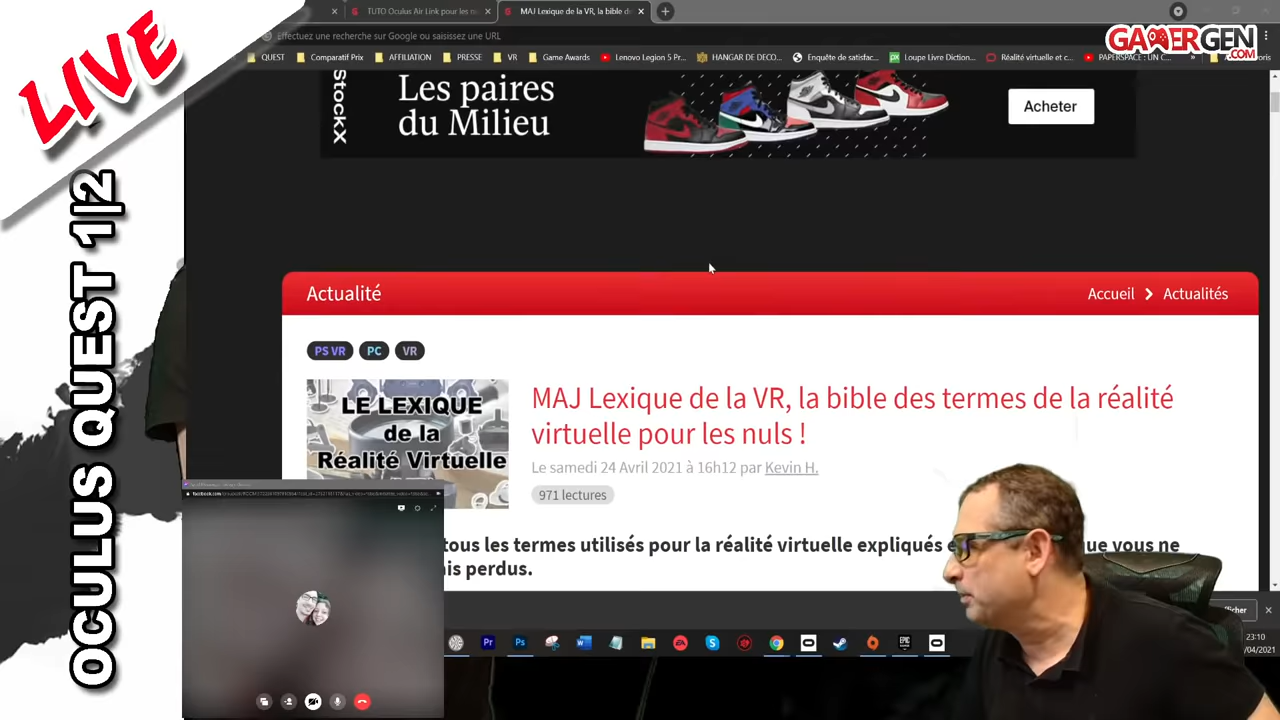 LIVE
OCULUS QUEST 1|2
TUTO Oculus Air Link pour les n
MAJ Lexique de la VR, la bible d
Effectuez une recherche sur Google ou saisissez une URL
QUEST
Comparatif Prix
AFFILIATION
PRESSE
VR
Game Awards
Lenovo Legion 5 Pr...
HANGAR DE DECO...
Enquête de satisfac...
Loupe Livre Diction...
Réalité virtuelle et c...
PAPERSPACE : UN C...
GAMERGEN
.COM
StockX
Les paires
du Milieu
Acheter
Actualité
Accueil
Actualités
PS VR
PC
VR
LE LEXIQUE
de la
Réalité Virtuelle
MAJ Lexique de la VR, la bible des termes de la réalité
virtuelle pour les nuls !
Le samedi 24 Avril 2021 à 16h12 par Kevin H.
971 lectures
tous les termes utilisés pour la réalité virtuelle expliqués
que vous ne
ais perdus.
fficher
23:10
/04/2021